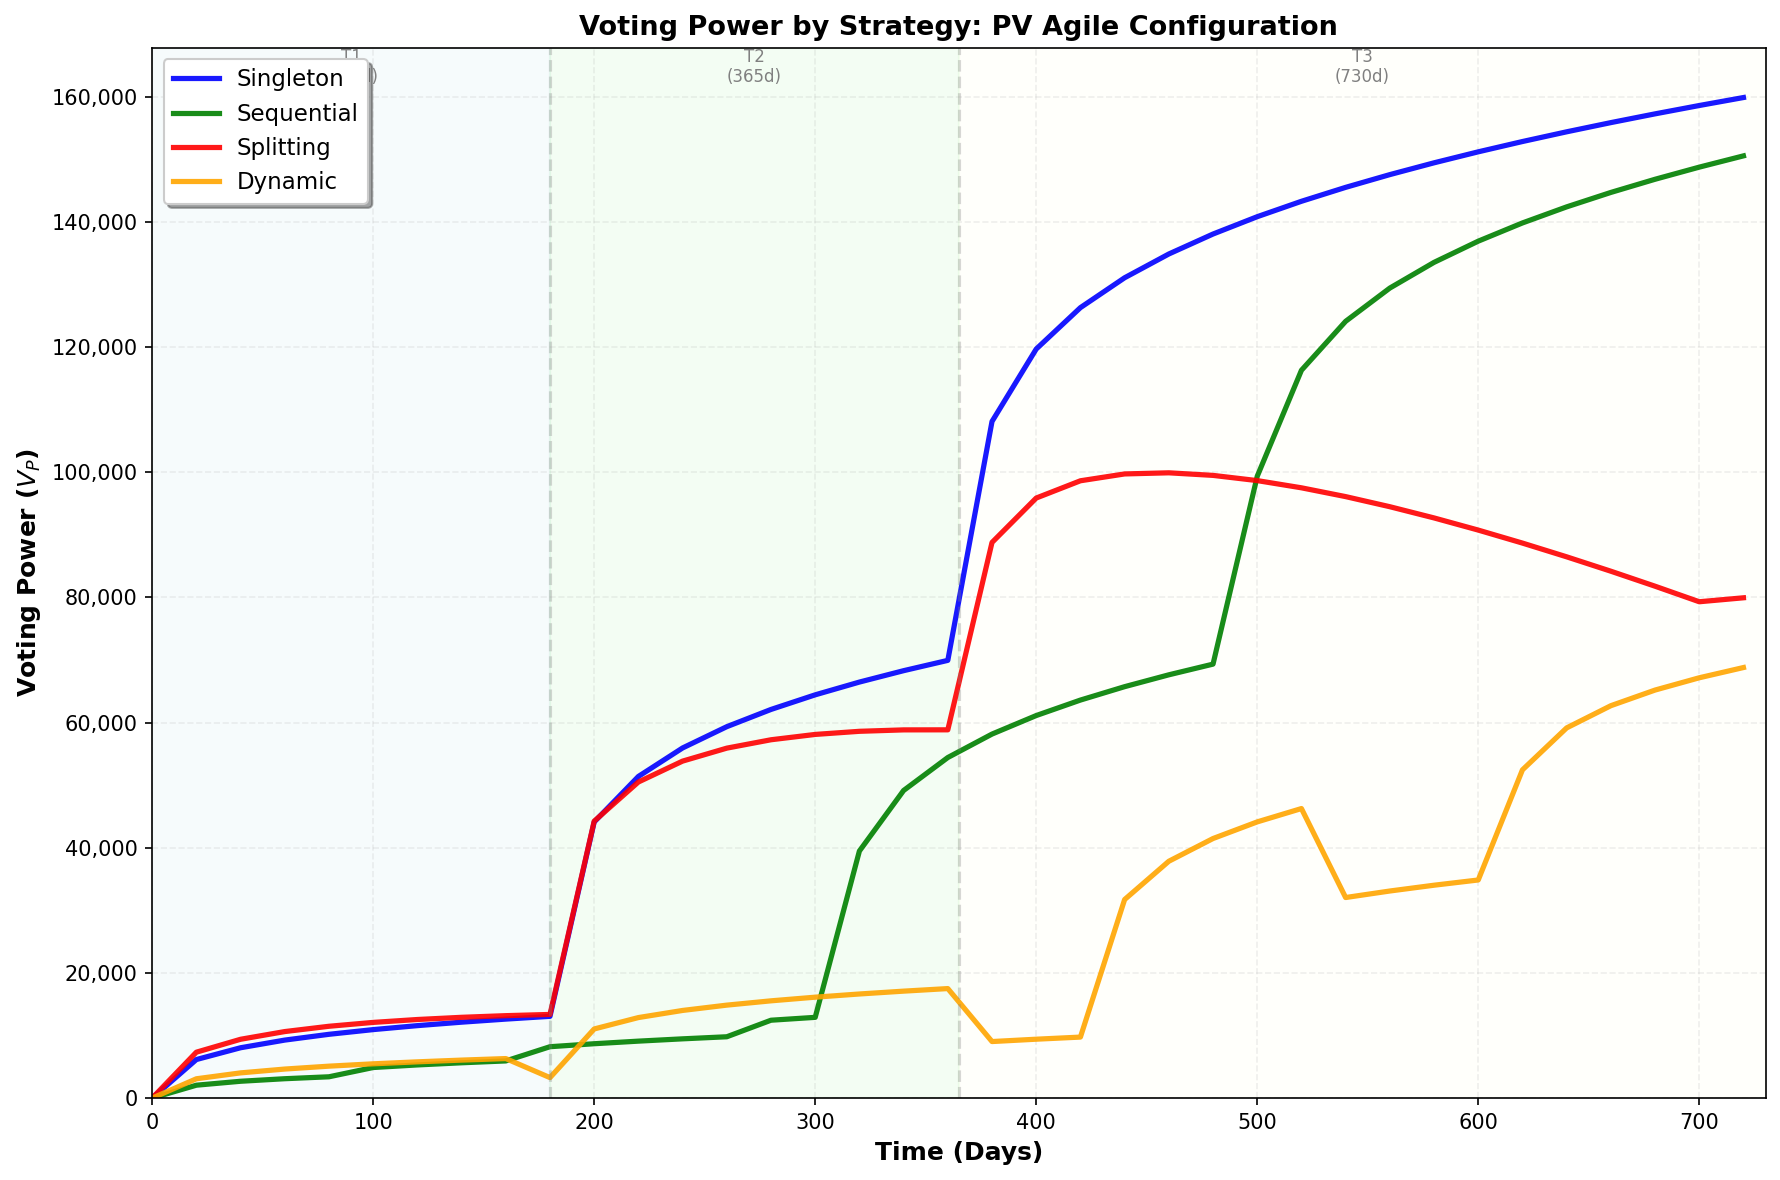 Voting Power by Strategy: PV Agile Configuration
T1
)
T2
(365d)
T3
(730d)
Singleton
Sequential
Splitting
Dynamic
160,000
140,000
120,000
100,000
80,000
60,000
40,000
20,000
0
Voting Power (V_P)
0 100 200 300 400 500 600 700
Time (Days)